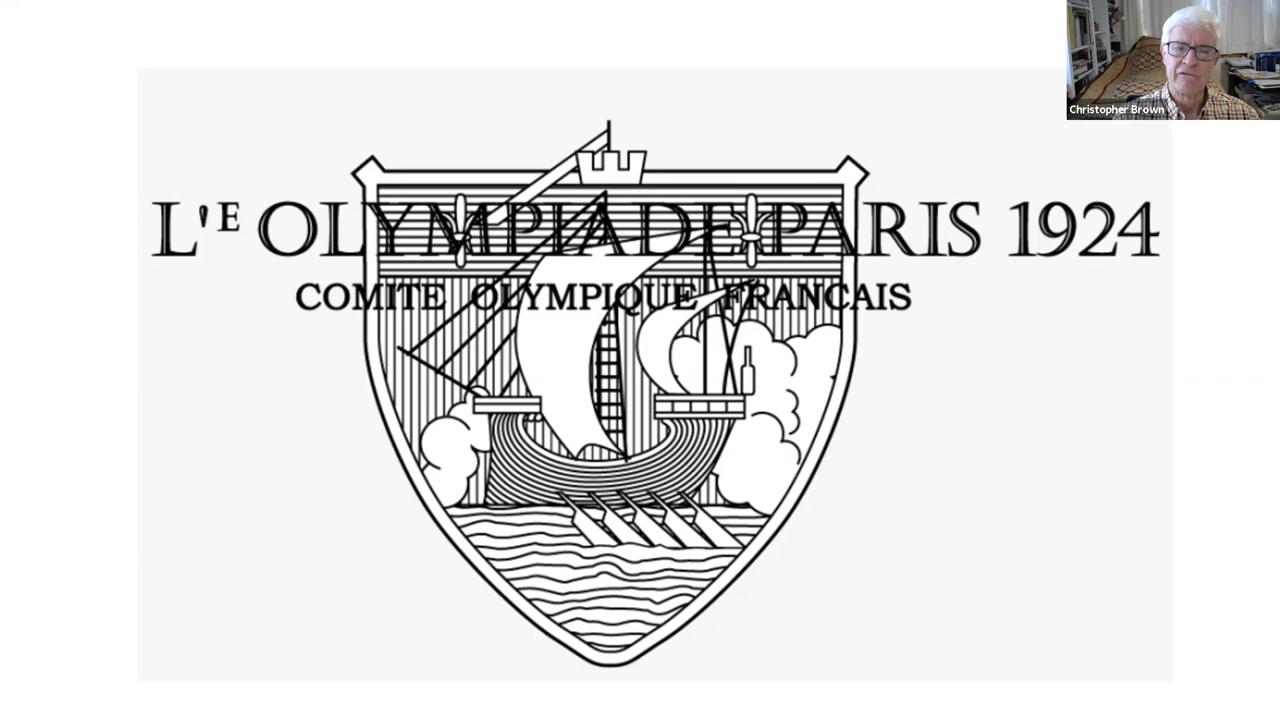 L'E OLYMPIADE PARIS 1924
COMITE OLYMPIQUE FRANCAIS
Christopher Brown